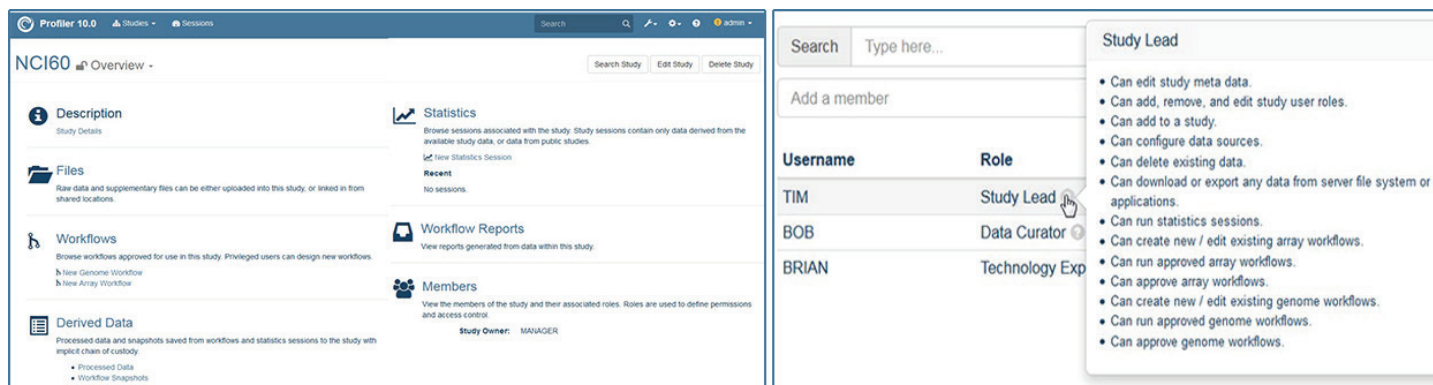 Profiler 10.0 Studies Sessions Search admin
NCI60 Overview Search Study Edit Study Delete Study
Description
Study Details
Files
Raw data and supplementary files can be either uploaded into this study, or linked in from
shared locations.
Workflows
Browse workflows approved for use in this study. Privileged users can design new workflows.
New Genome Workflow
New Array Workflow
Derived Data
Processed data and snapshots saved from workflows and statistics sessions to the study with
implicit chain of custody.
• Processed Data
• Workflow Snapshots
Statistics
Browse sessions associated with the study. Study sessions contain only data derived from the
available study data, or data from public studies.
New Statistics Session
Recent
No sessions.
Workflow Reports
View reports generated from data within this study.
Members
View the members of the study and their associated roles. Roles are used to define permissions
and access control.
Study Owner: MANAGER
Search Type here...
Add a member
Username Role
TIM Study Lead
BOB Data Curator
BRIAN Technology Exp
Study Lead
• Can edit study meta data.
• Can add, remove, and edit study user roles.
• Can add to a study.
• Can configure data sources.
• Can delete existing data.
• Can download or export any data from server file system or
applications.
• Can run statistics sessions.
• Can create new / edit existing array workflows.
• Can run approved array workflows.
• Can approve array workflows.
• Can create new / edit existing genome workflows.
• Can run approved genome workflows.
• Can approve genome workflows.